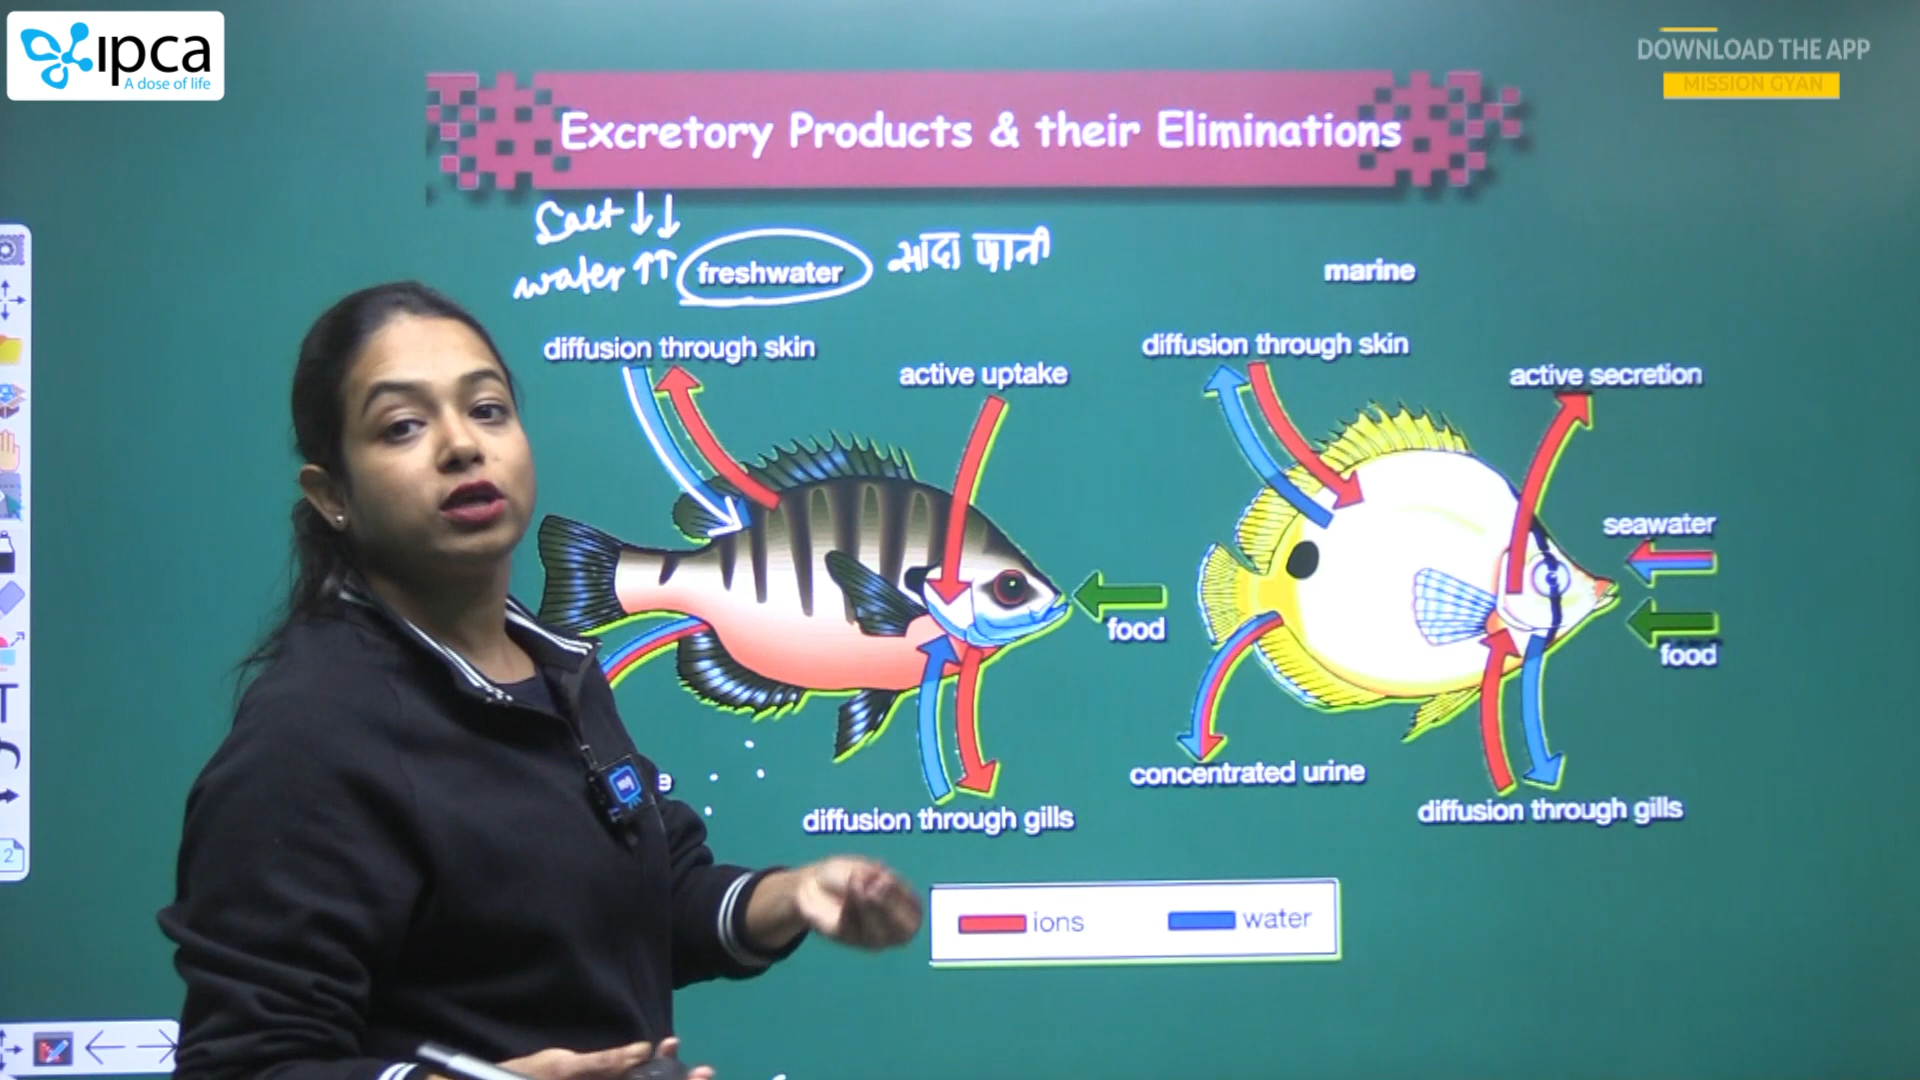 ıpca
A dose of life
DOWNLOAD THE APP
MISSION GYAN
Excretory Products & their Eliminations
Salt ↓↓
water ↑↑
freshwater
सादा पानी
marine
diffusion through skin
active uptake
diffusion through skin
active secretion
seawater
food
food
concentrated urine
diffusion through gills
diffusion through gills
ions
water
2